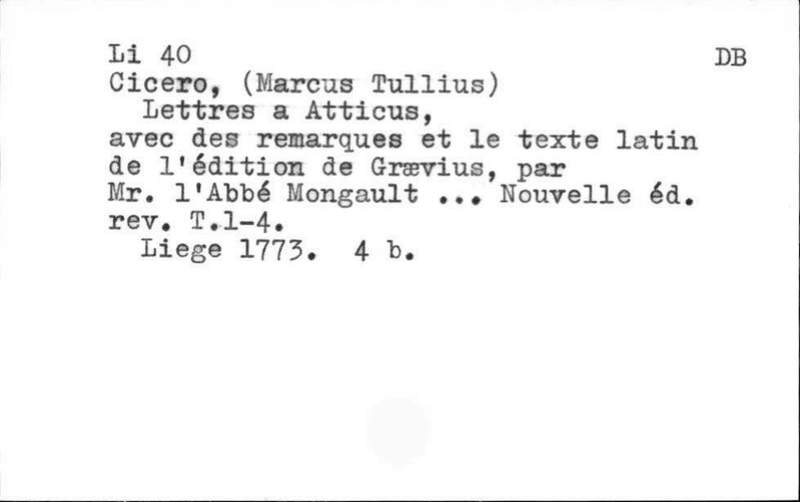 Li 40 DB
Cicero, (Marcus Tullius)
Lettres a Atticus,
avec des remarques et le texte latin
de l'édition de Grævius, par
Mr. l'Abbé Mongault ... Nouvelle éd.
rev. T.1-4.
Liege 1773. 4 b.